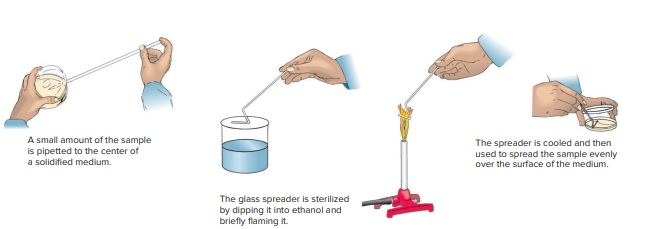 A small amount of the sample
is pipetted to the center of
a solidified medium.
The glass spreader is sterilized
by dipping it into ethanol and
briefly flaming it.
The spreader is cooled and then
used to spread the sample evenly
over the surface of the medium.